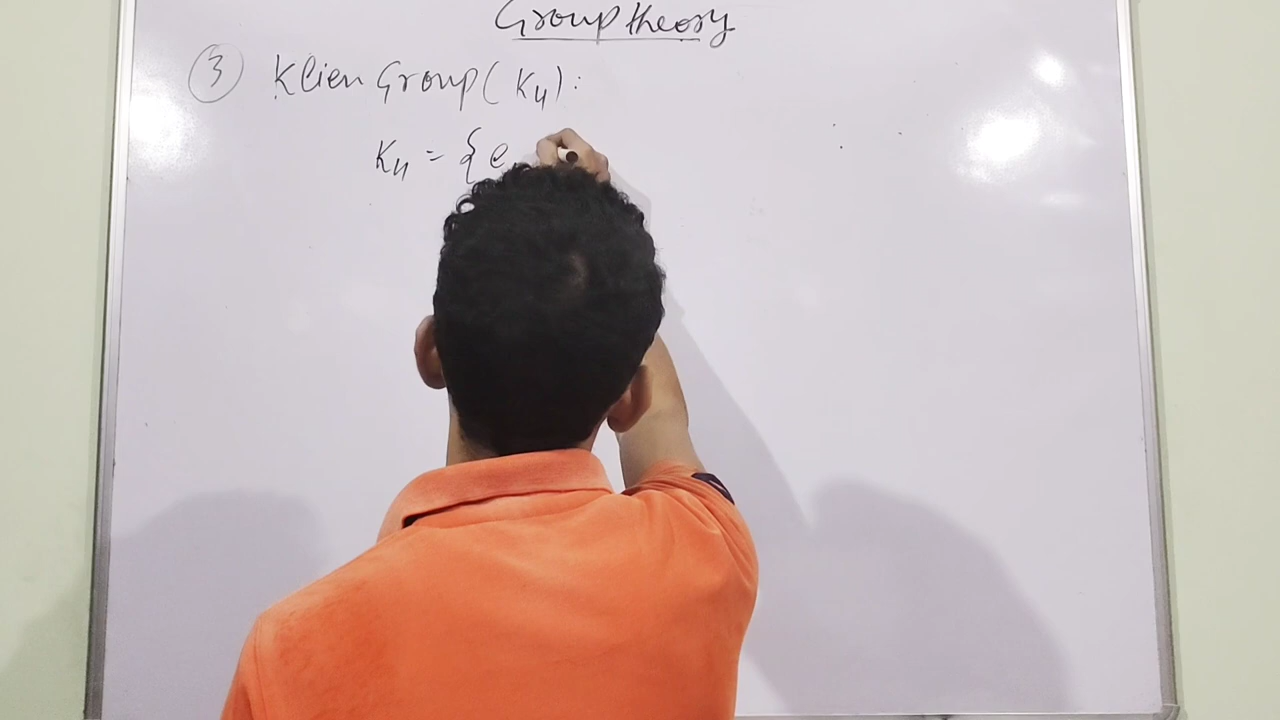 Group theory
③ Klien Group (K₄):
K₄ = {e